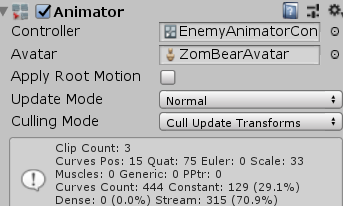 Animator
Controller EnemyAnimatorCon
Avatar ZomBearAvatar
Apply Root Motion
Update Mode Normal
Culling Mode Cull Update Transforms
Clip Count: 3
Curves Pos: 15 Quat: 75 Euler: 0 Scale: 33
Muscles: 0 Generic: 0 PPtr: 0
Curves Count: 444 Constant: 129 (29.1%)
Dense: 0 (0.0%) Stream: 315 (70.9%)